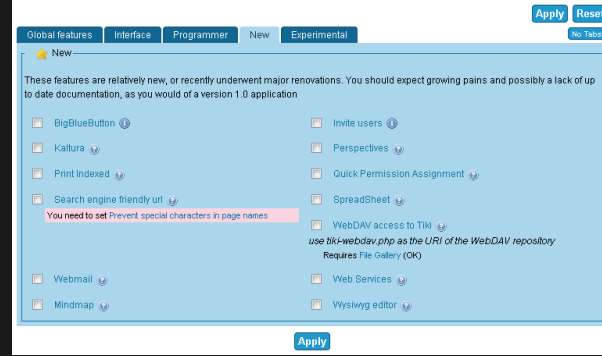 Apply Reset
Global features Interface Programmer New Experimental No Tabs
New
These features are relatively new, or recently underwent major renovations. You should expect growing pains and possibly a lack of up
to date documentation, as you would of a version 1.0 application
BigBlueButton Invite users
Kaltura Perspectives
Print Indexed Quick Permission Assignment
Search engine friendly url SpreadSheet
You need to set Prevent special characters in page names
WebDAV access to Tiki
use tiki-webdav.php as the URI of the WebDAV repository
Requires File Gallery (OK)
Webmail Web Services
Mindmap Wysiwyg editor
Apply